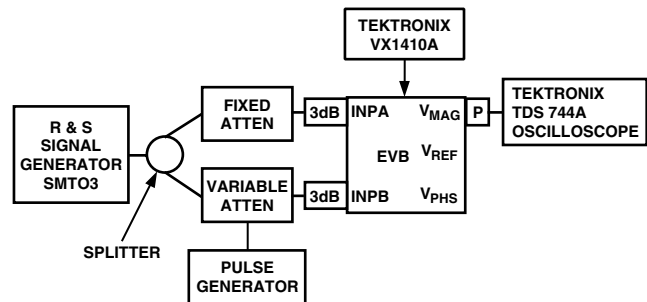 TEKTRONIX
VX1410A
R & S
SIGNAL
GENERATOR
SMTO3
SPLITTER
FIXED
ATTEN
VARIABLE
ATTEN
PULSE
GENERATOR
3dB
3dB
INPA
VMAG
EVB
VREF
INPB
VPHS
P
TEKTRONIX
TDS 744A
OSCILLOSCOPE